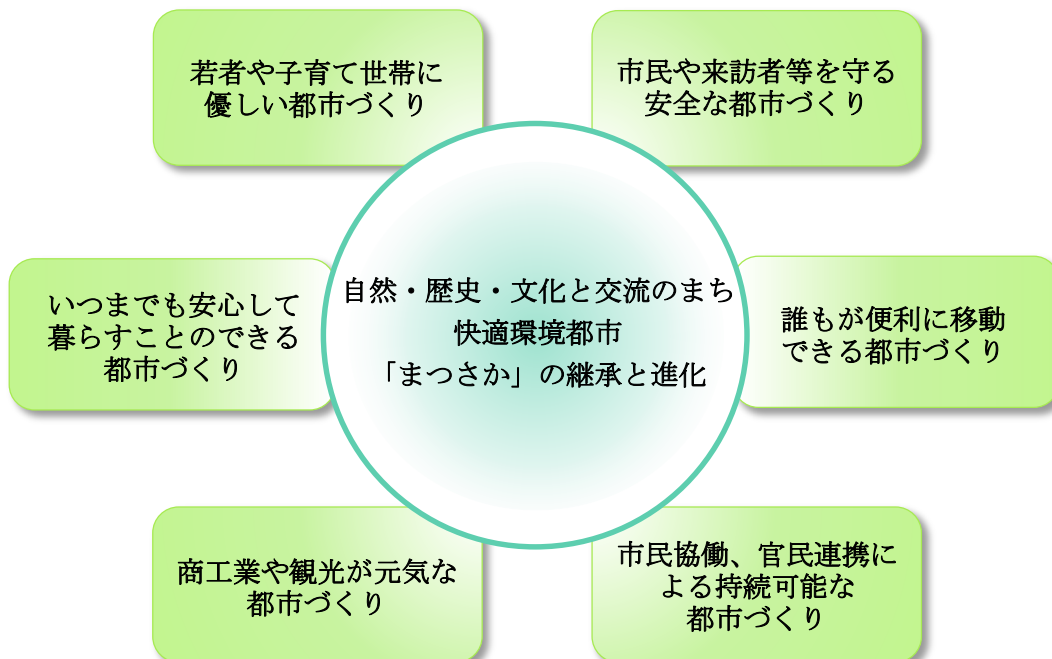 若者や子育て世帯に
優しい都市づくり
市民や来訪者等を守る
安全な都市づくり
いつまでも安心して
暮らすことのできる
都市づくり
自然・歴史・文化と交流のまち
快適環境都市
「まつさか」の継承と進化
誰もが便利に移動
できる都市づくり
商工業や観光が元気な
都市づくり
市民協働、官民連携に
よる持続可能な
都市づくり